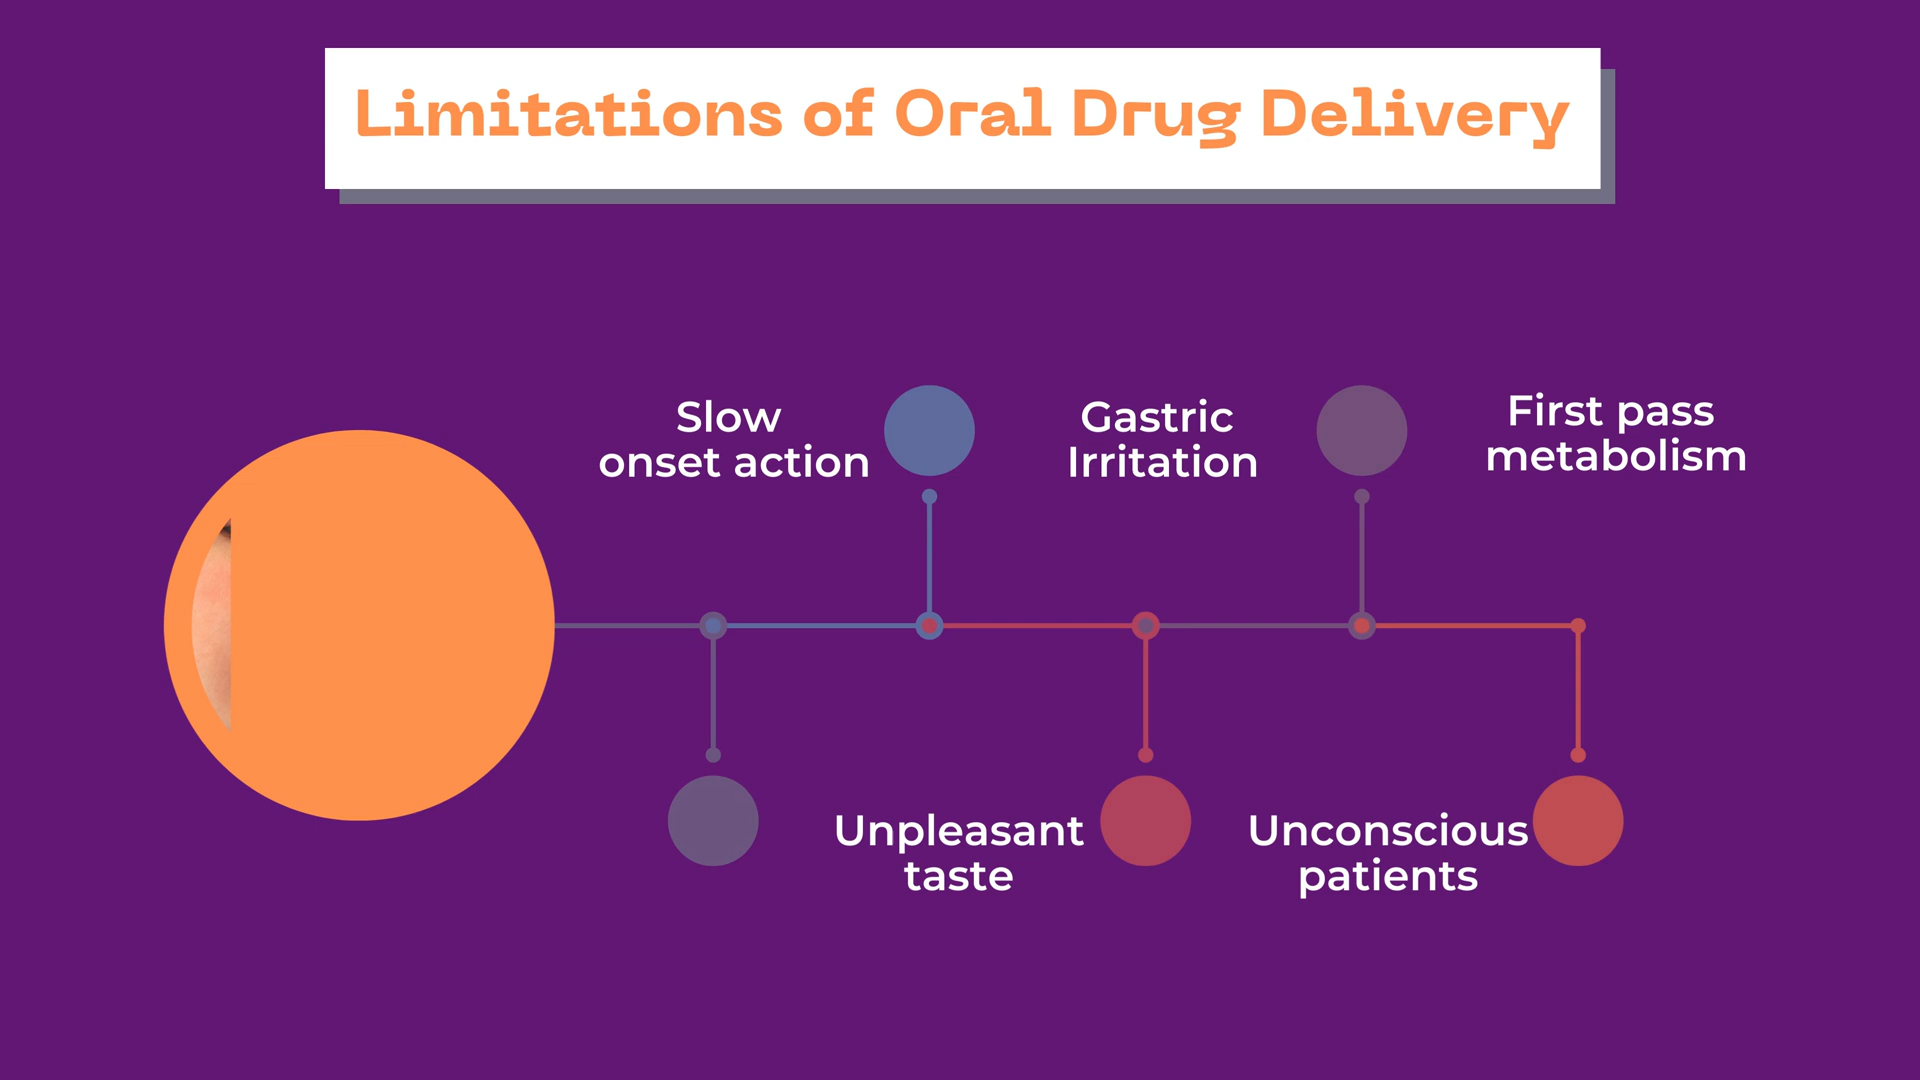 Limitations of Oral Drug Delivery
Slow
onset action
Gastric
Irritation
First pass
metabolism
Unpleasant
taste
Unconscious
patients